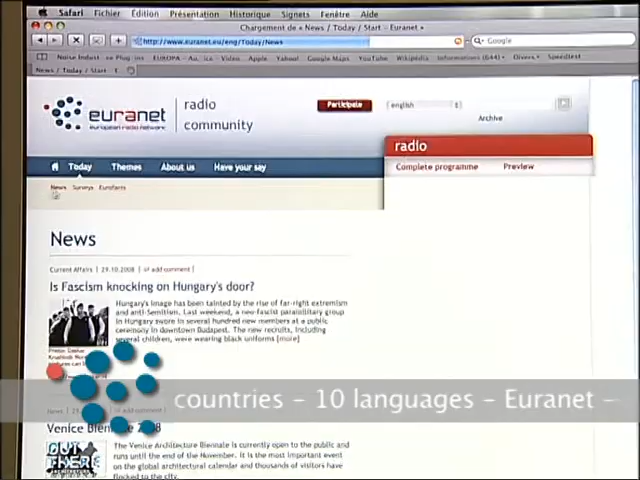 Safari Fichier Édition Présentation Historique Signets Fenêtre Aide
Chargement de « News / Today / Start - Euranet »
http://www.euranet.eu/eng/Today/News
Google
News / Today / Start - E
euranet
european radio network
radio
community
Participate
english
Archive
radio
Complete programme Preview
Today Themes About us Have your say
News Surveys Eurofacts
News
Current Affairs | 29.10.2008 | add comment |
Is Fascism knocking on Hungary's door?
Hungary's image has been tainted by the rise of far-right extremism
and anti-Semitism. Last weekend, a neo-fascist paramilitary group
in Hungary swore in several hundred new members at a public
ceremony in downtown Budapest. The new recruits, including
several children, were wearing black uniforms [more]
countries – 10 languages – Euranet –
Venice
The Venice Architecture Biennale is currently open to the public and
runs until the end of the November. It is the most important event
on the global architectural calendar and thousands of visitors have
flocked to the city.
OUT
THERE